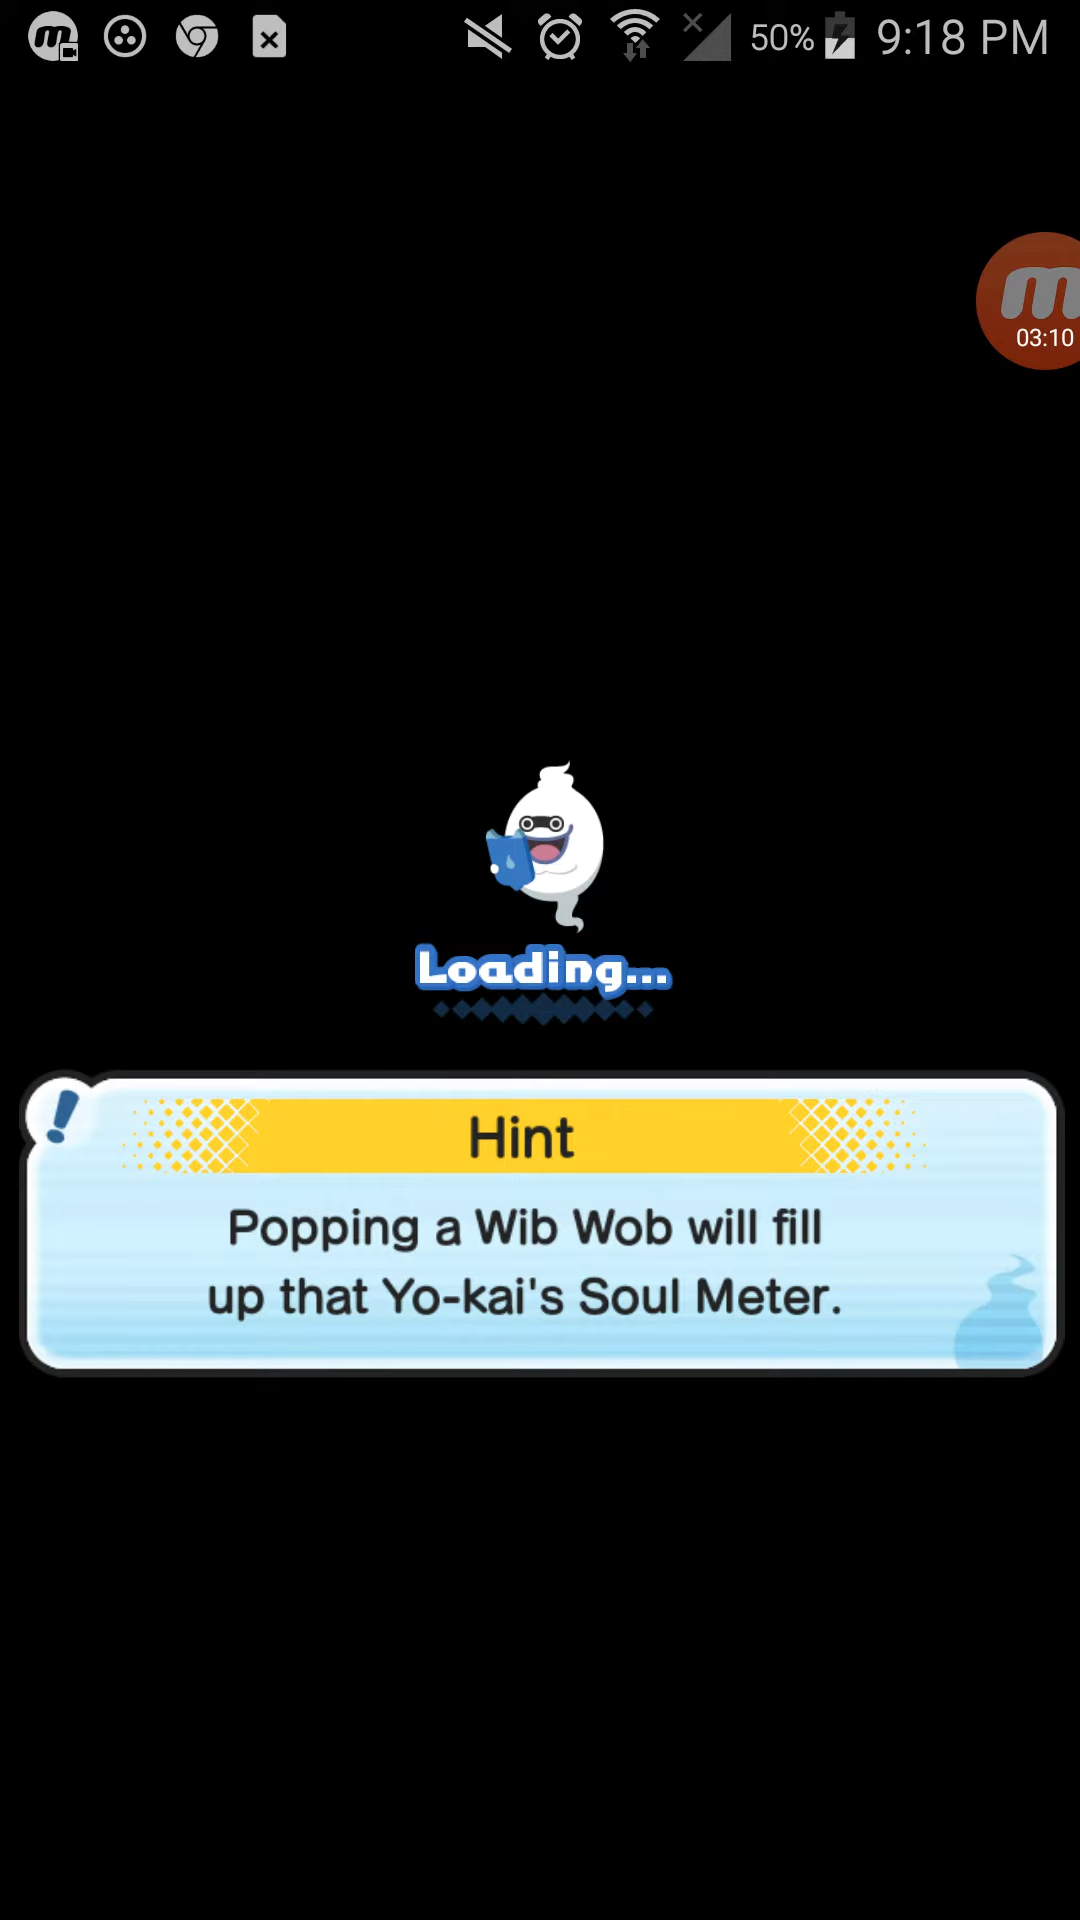 50% 9:18 PM
03:10
Loading...
Hint
Popping a Wib Wob will fill
up that Yo-kai's Soul Meter.